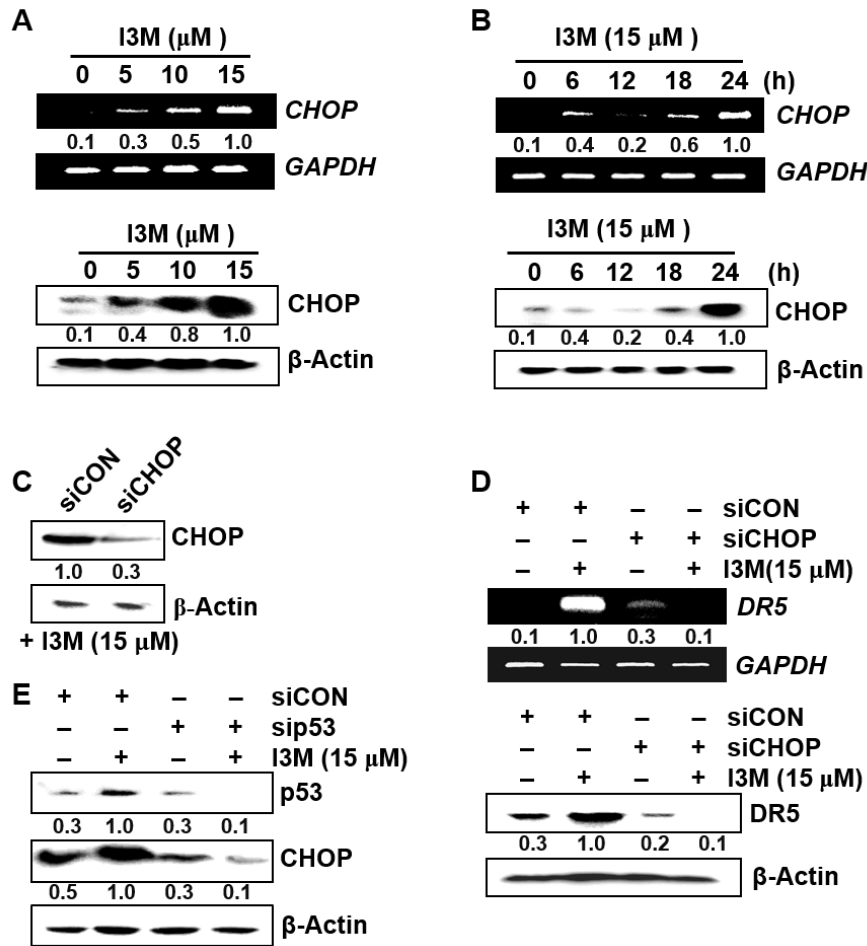 A
I3M (μM )
0 5 10 15
CHOP
0.1 0.3 0.5 1.0
GAPDH
I3M (μM )
0 5 10 15
CHOP
0.1 0.4 0.8 1.0
β-Actin
B
I3M (15 μM )
0 6 12 18 24 (h)
CHOP
0.1 0.4 0.2 0.6 1.0
GAPDH
I3M (15 μM )
0 6 12 18 24 (h)
CHOP
0.1 0.4 0.2 0.4 1.0
β-Actin
C
siCON siCHOP
CHOP
1.0 0.3
β-Actin
+ I3M (15 μM)
D
+ + – – siCON
– – + + siCHOP
– + – + I3M(15 μM)
DR5
0.1 1.0 0.3 0.1
GAPDH
+ + – – siCON
– – + + siCHOP
– + – + I3M (15 μM)
DR5
0.3 1.0 0.2 0.1
β-Actin
E
+ + – – siCON
– – + + sip53
– + – + I3M (15 μM)
p53
0.3 1.0 0.3 0.1
CHOP
0.5 1.0 0.3 0.1
β-Actin